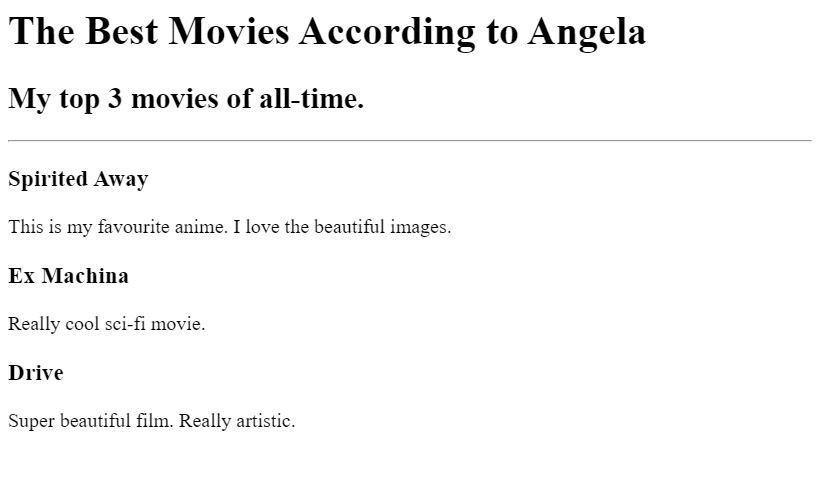 The Best Movies According to Angela
My top 3 movies of all-time.
Spirited Away
This is my favourite anime. I love the beautiful images.
Ex Machina
Really cool sci-fi movie.
Drive
Super beautiful film. Really artistic.